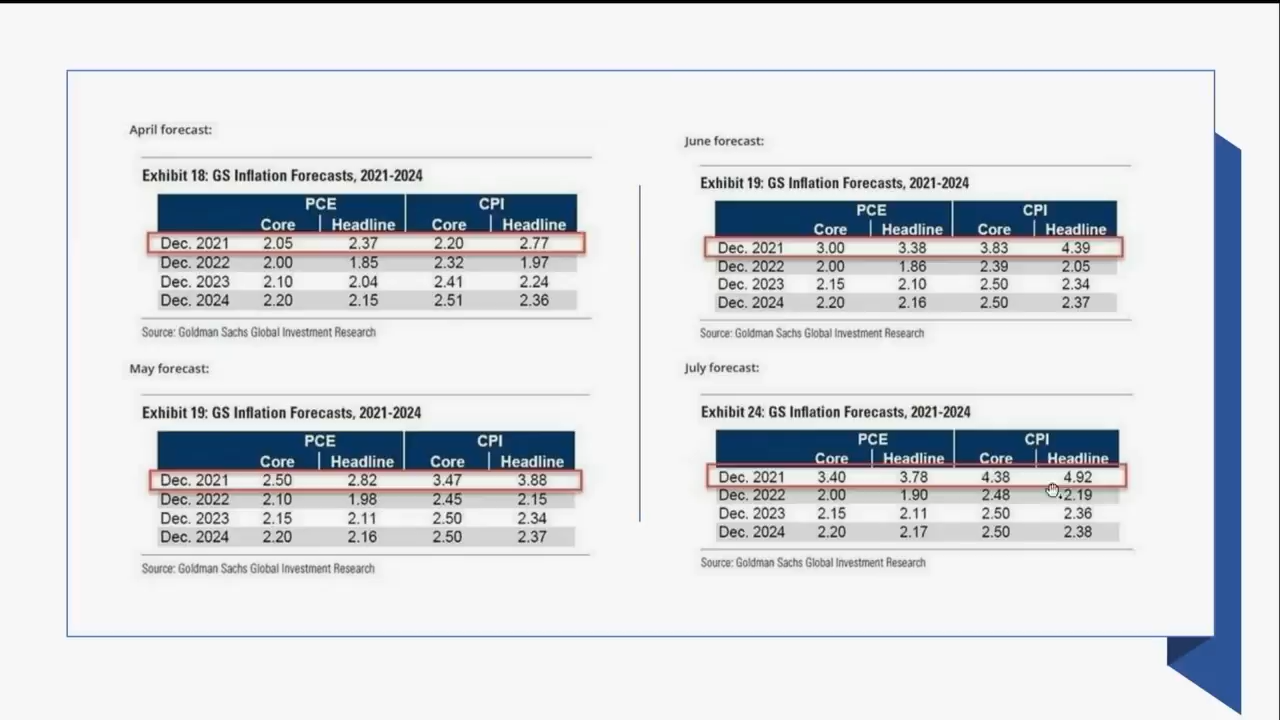 April forecast:
Exhibit 18: GS Inflation Forecasts, 2021-2024
PCE CPI
Core Headline Core Headline
Dec. 2021 2.05 2.37 2.20 2.77
Dec. 2022 2.00 1.85 2.32 1.97
Dec. 2023 2.10 2.04 2.41 2.24
Dec. 2024 2.20 2.15 2.51 2.36
Source: Goldman Sachs Global Investment Research
May forecast:
Exhibit 19: GS Inflation Forecasts, 2021-2024
PCE CPI
Core Headline Core Headline
Dec. 2021 2.50 2.82 3.47 3.88
Dec. 2022 2.10 1.98 2.45 2.15
Dec. 2023 2.15 2.11 2.50 2.34
Dec. 2024 2.20 2.16 2.50 2.37
Source: Goldman Sachs Global Investment Research
June forecast:
Exhibit 19: GS Inflation Forecasts, 2021-2024
PCE CPI
Core Headline Core Headline
Dec. 2021 3.00 3.38 3.83 4.39
Dec. 2022 2.00 1.86 2.39 2.05
Dec. 2023 2.15 2.10 2.50 2.34
Dec. 2024 2.20 2.16 2.50 2.37
Source: Goldman Sachs Global Investment Research
July forecast:
Exhibit 24: GS Inflation Forecasts, 2021-2024
PCE CPI
Core Headline Core Headline
Dec. 2021 3.40 3.78 4.38 4.92
Dec. 2022 2.00 1.90 2.48 2.19
Dec. 2023 2.15 2.11 2.50 2.36
Dec. 2024 2.20 2.17 2.50 2.38
Source: Goldman Sachs Global Investment Research